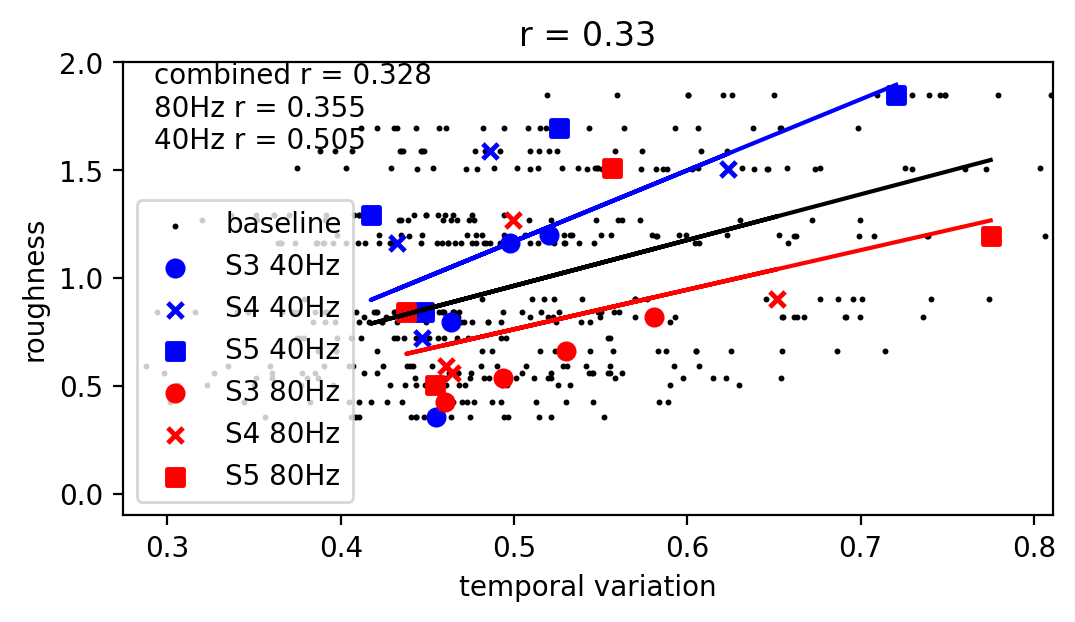 r = 0.33
combined r = 0.328
80Hz r = 0.355
40Hz r = 0.505
2.0
1.5
1.0
0.5
0.0
roughness
baseline
S3 40Hz
S4 40Hz
S5 40Hz
S3 80Hz
S4 80Hz
S5 80Hz
0.3 0.4 0.5 0.6 0.7 0.8
temporal variation